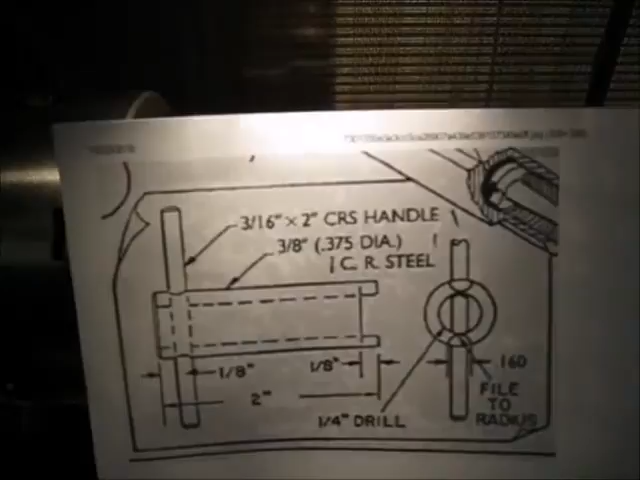 3/16" × 2" CRS HANDLE
3/8" (.375 DIA.)
C. R. STEEL
1/8"
1/8"
2"
1/4" DRILL
.160
FILE
TO
RADIUS